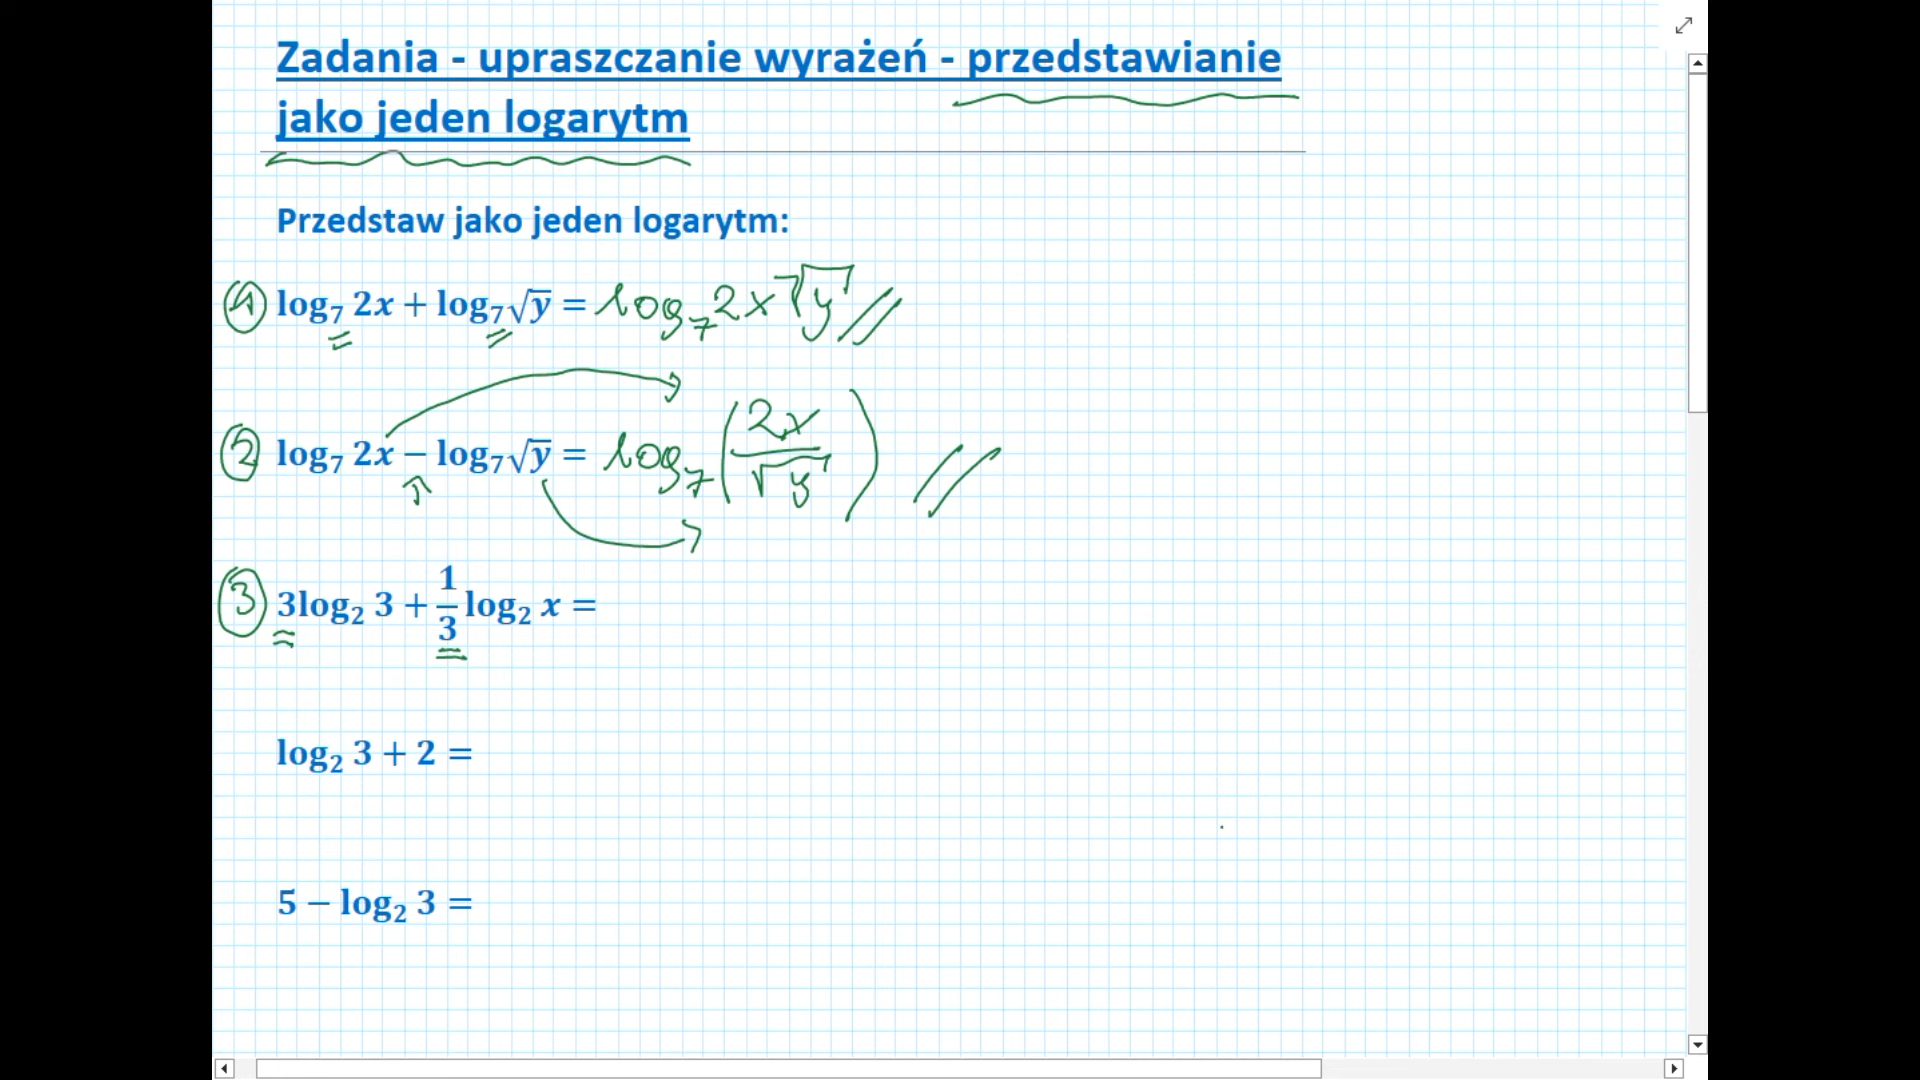 Zadania - upraszczanie wyrażeń - przedstawianie
jako jeden logarytm
Przedstaw jako jeden logarytm:
① log₇ 2x + log₇√y = log₇ 2x √y
② log₇ 2x − log₇√y = log₇ (2x/√y)
③ 3log₂ 3 + 1/3 log₂ x =
log₂ 3 + 2 =
5 − log₂ 3 =